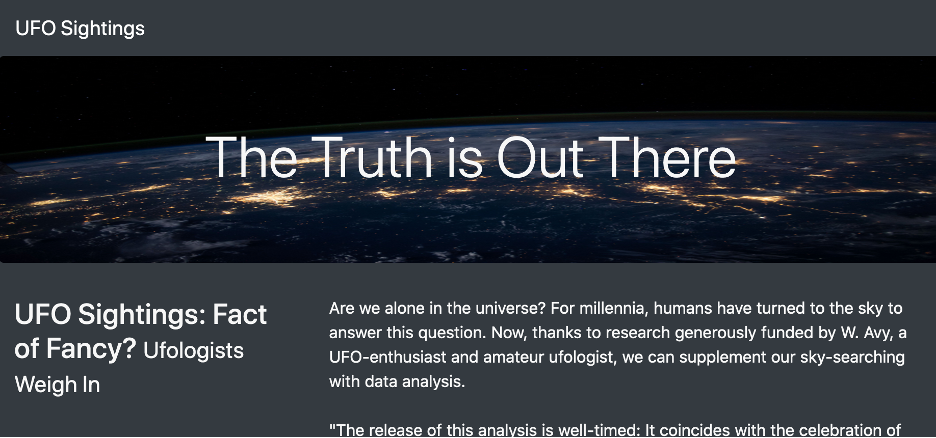 UFO Sightings
The Truth is Out There
UFO Sightings: Fact
of Fancy? Ufologists
Weigh In
Are we alone in the universe? For millennia, humans have turned to the sky to
answer this question. Now, thanks to research generously funded by W. Avy, a
UFO-enthusiast and amateur ufologist, we can supplement our sky-searching
with data analysis.
"The release of this analysis is well-timed: It coincides with the celebration of